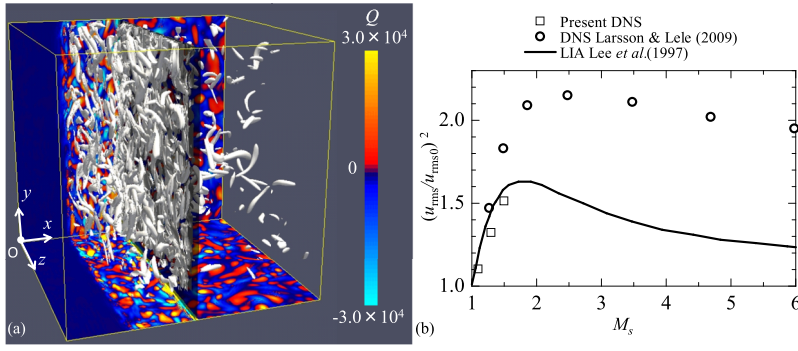 Q
3.0×10⁴
0
-3.0×10⁴
y
x
O
z
(a)
Present DNS
DNS Larsson & Lele (2009)
LIA Lee et al.(1997)
(u_rms/u_rms0)²
2.0
1.5
1.0
1 2 3 4 5 6
M_s
(b)